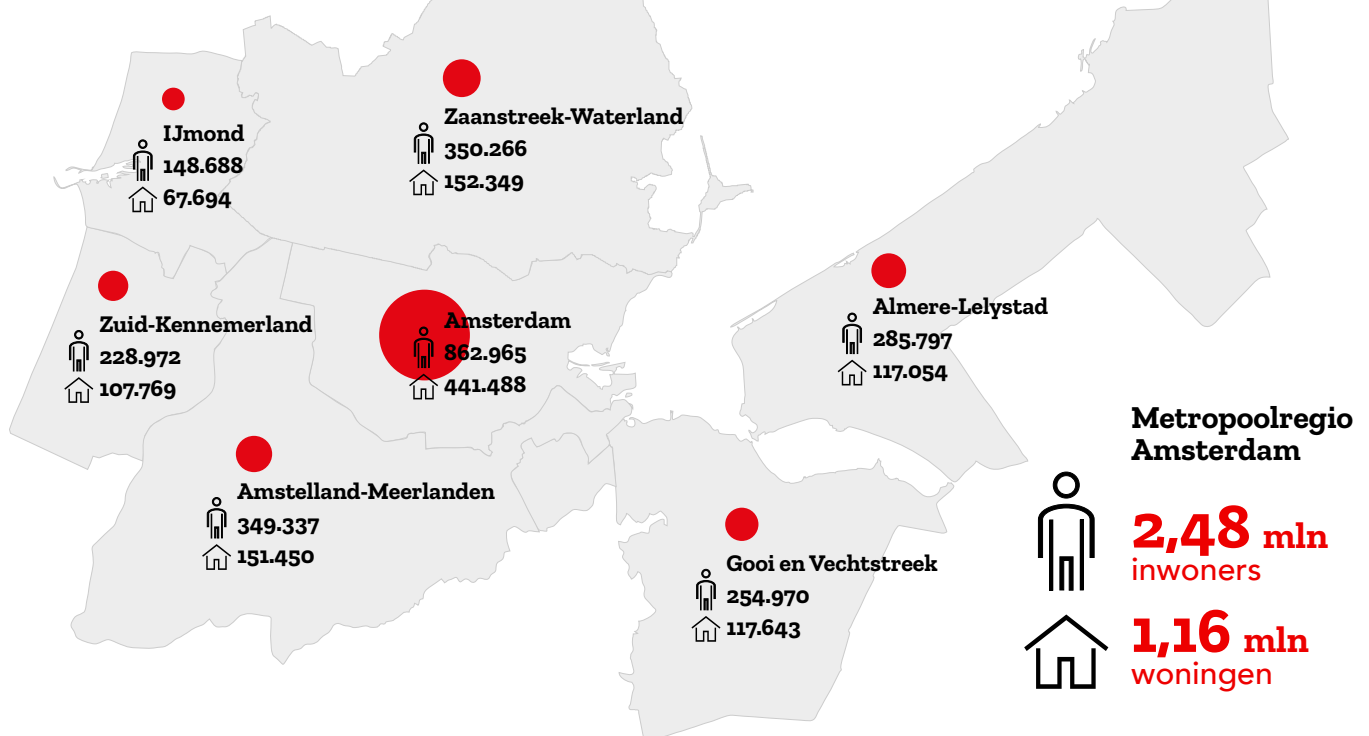 IJmond
148.688
67.694
Zaanstreek-Waterland
350.266
152.349
Zuid-Kennemerland
228.972
107.769
Amsterdam
862.965
441.488
Almere-Lelystad
285.797
117.054
Amstelland-Meerlanden
349.337
151.450
Gooi en Vechtstreek
254.970
117.643
Metropoolregio
Amsterdam
2,48 mln
inwoners
1,16 mln
woningen